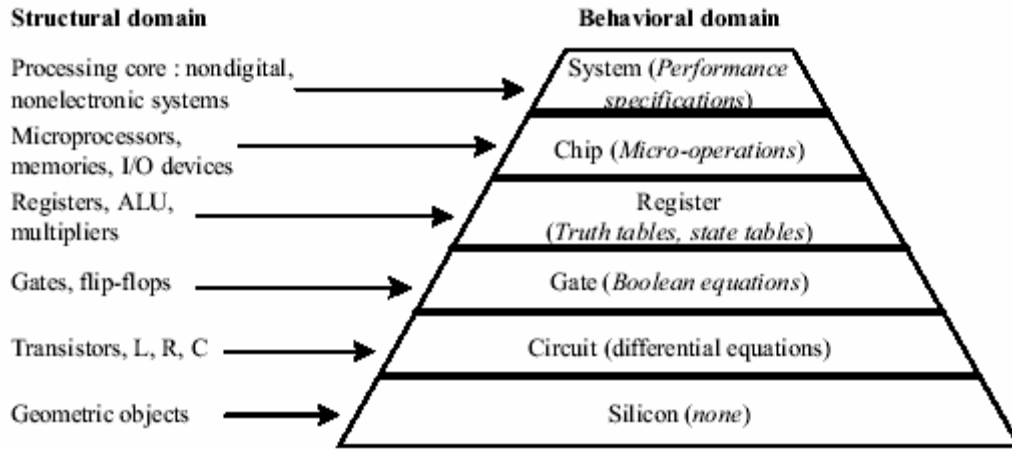 Structural domain
Behavioral domain
Processing core : nondigital,
nonelectronic systems
System (Performance
specifications)
Microprocessors,
memories, I/O devices
Chip (Micro-operations)
Registers, ALU,
multipliers
Register
(Truth tables, state tables)
Gates, flip-flops
Gate (Boolean equations)
Transistors, L, R, C
Circuit (differential equations)
Geometric objects
Silicon (none)